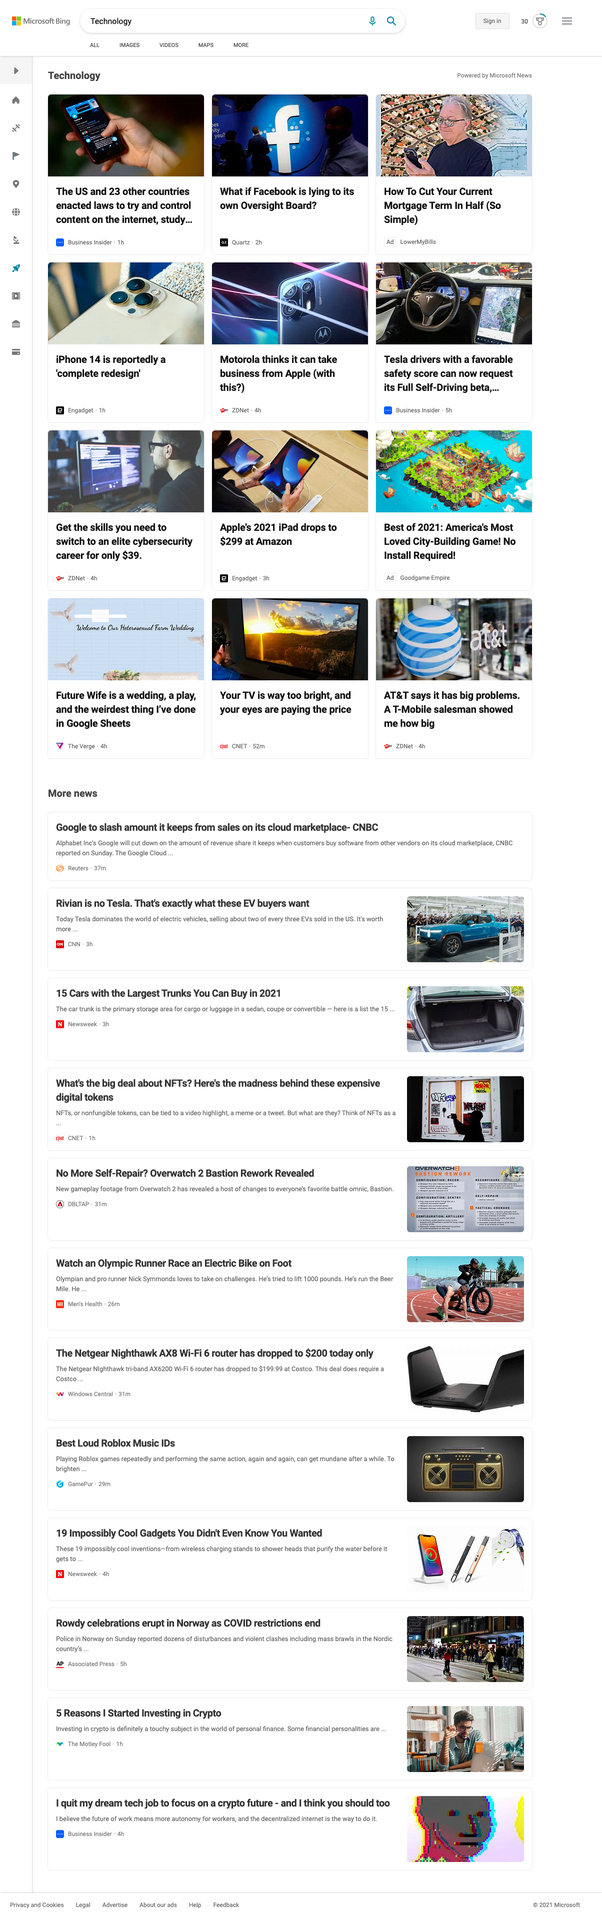 Microsoft Bing
Technology
Sign in
30
ALL
IMAGES
VIDEOS
MAPS
MORE
Technology
Powered by Microsoft News
The US and 23 other countries
enacted laws to try and control
content on the internet, study...
Business Insider · 1h
What if Facebook is lying to its
own Oversight Board?
Quartz · 2h
How To Cut Your Current
Mortgage Term In Half (So
Simple)
Ad · LowerMyBills
iPhone 14 is reportedly a
'complete redesign'
Engadget · 1h
Motorola thinks it can take
business from Apple (with
this?)
ZDNet · 4h
Tesla drivers with a favorable
safety score can now request
its Full Self-Driving beta,...
Business Insider · 5h
Get the skills you need to
switch to an elite cybersecurity
career for only $39.
ZDNet · 4h
Apple's 2021 iPad drops to
$299 at Amazon
Engadget · 3h
Best of 2021: America's Most
Loved City-Building Game! No
Install Required!
Ad · Goodgame Empire
Welcome to Our Heterosexual Farm Wedding
Future Wife is a wedding, a play,
and the weirdest thing I've done
in Google Sheets
The Verge · 4h
Your TV is way too bright, and
your eyes are paying the price
CNET · 52m
at&t
AT&T says it has big problems.
A T-Mobile salesman showed
me how big
ZDNet · 4h
More news
Google to slash amount it keeps from sales on its cloud marketplace- CNBC
Alphabet Inc's Google will cut down on the amount of revenue share it keeps when customers buy software from other vendors on its cloud marketplace, CNBC
reported on Sunday. The Google Cloud ...
Reuters · 37m
Rivian is no Tesla. That's exactly what these EV buyers want
Today Tesla dominates the world of electric vehicles, selling about two of every three EVs sold in the US. It's worth
more ...
CNN · 3h
15 Cars with the Largest Trunks You Can Buy in 2021
The car trunk is the primary storage area for cargo or luggage in a sedan, coupe or convertible — here is a list the 15 ...
Newsweek · 3h
What's the big deal about NFTs? Here's the madness behind these expensive
digital tokens
NFTs, or nonfungible tokens, can be tied to a video highlight, a meme or a tweet. But what are they? Think of NFTs as a
...
CNET · 1h
No More Self-Repair? Overwatch 2 Bastion Rework Revealed
New gameplay footage from Overwatch 2 has revealed a host of changes to everyone's favorite battle omnic, Bastion.
DBLTAP · 31m
OVERWATCH 2
BASTION REWORK
Watch an Olympic Runner Race an Electric Bike on Foot
Olympian and pro runner Nick Symmonds loves to take on challenges. He's tried to lift 1000 pounds. He's run the Beer
Mile. He ...
Men's Health · 26m
The Netgear Nighthawk AX8 Wi-Fi 6 router has dropped to $200 today only
The Netgear Nighthawk tri-band AX6200 Wi-Fi 6 router has dropped to $199.99 at Costco. This deal does require a
Costco ...
Windows Central · 31m
Best Loud Roblox Music IDs
Playing Roblox games repeatedly and performing the same action, again and again, can get mundane after a while. To
brighten ...
GamePur · 29m
19 Impossibly Cool Gadgets You Didn't Even Know You Wanted
These 19 impossibly cool inventions—from wireless charging stands to shower heads that purify the water before it
gets to ...
Newsweek · 4h
Rowdy celebrations erupt in Norway as COVID restrictions end
Police in Norway on Sunday reported dozens of disturbances and violent clashes including mass brawls in the Nordic
country's ...
Associated Press · 5h
5 Reasons I Started Investing in Crypto
Investing in crypto is definitely a touchy subject in the world of personal finance. Some financial personalities are ...
The Motley Fool · 1h
I quit my dream tech job to focus on a crypto future - and I think you should too
I believe the future of work means more autonomy for workers, and the decentralized internet is the way to do it.
Business Insider · 4h
Privacy and Cookies
Legal
Advertise
About our ads
Help
Feedback
© 2021 Microsoft